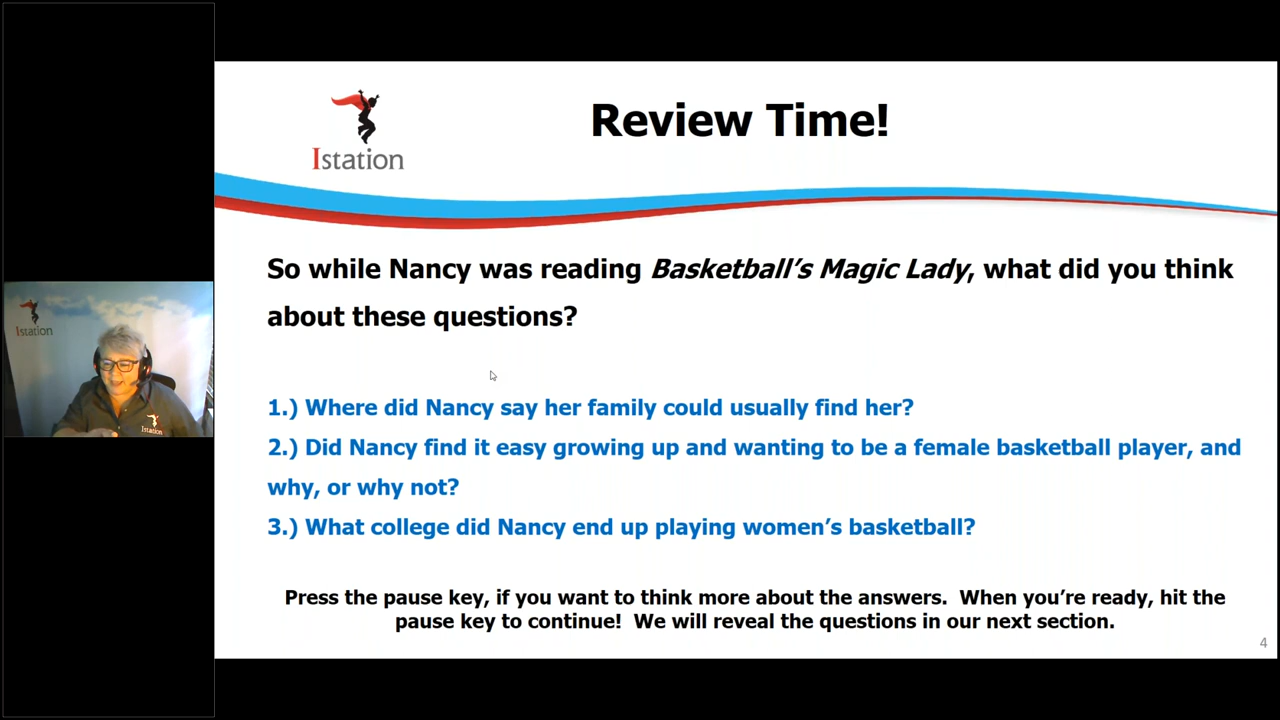 Istation
Review Time!
So while Nancy was reading Basketball's Magic Lady, what did you think
about these questions?
Istation
1.) Where did Nancy say her family could usually find her?
2.) Did Nancy find it easy growing up and wanting to be a female basketball player, and
why, or why not?
3.) What college did Nancy end up playing women's basketball?
Istation
Press the pause key, if you want to think more about the answers.  When you're ready, hit the
pause key to continue!  We will reveal the questions in our next section.
4